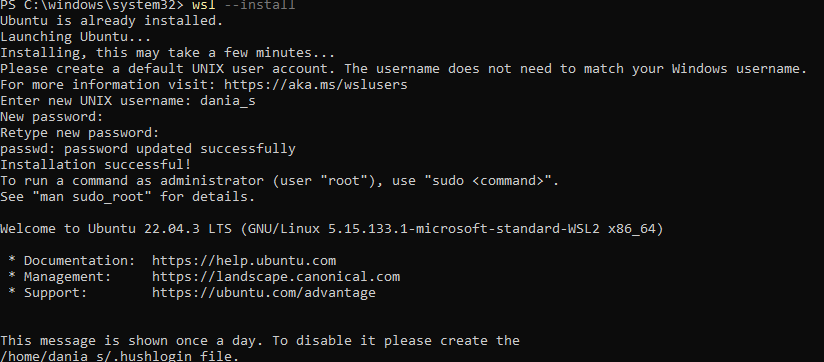 PS C:\windows\system32> wsl --install
Ubuntu is already installed.
Launching Ubuntu...
Installing, this may take a few minutes...
Please create a default UNIX user account. The username does not need to match your Windows username.
For more information visit: https://aka.ms/wslusers
Enter new UNIX username: dania_s
New password:
Retype new password:
passwd: password updated successfully
Installation successful!
To run a command as administrator (user "root"), use "sudo <command>".
See "man sudo_root" for details.
Welcome to Ubuntu 22.04.3 LTS (GNU/Linux 5.15.133.1-microsoft-standard-WSL2 x86_64)
* Documentation: https://help.ubuntu.com
* Management: https://landscape.canonical.com
* Support: https://ubuntu.com/advantage
This message is shown once a day. To disable it please create the
/home/dania_s/.hushlogin file.